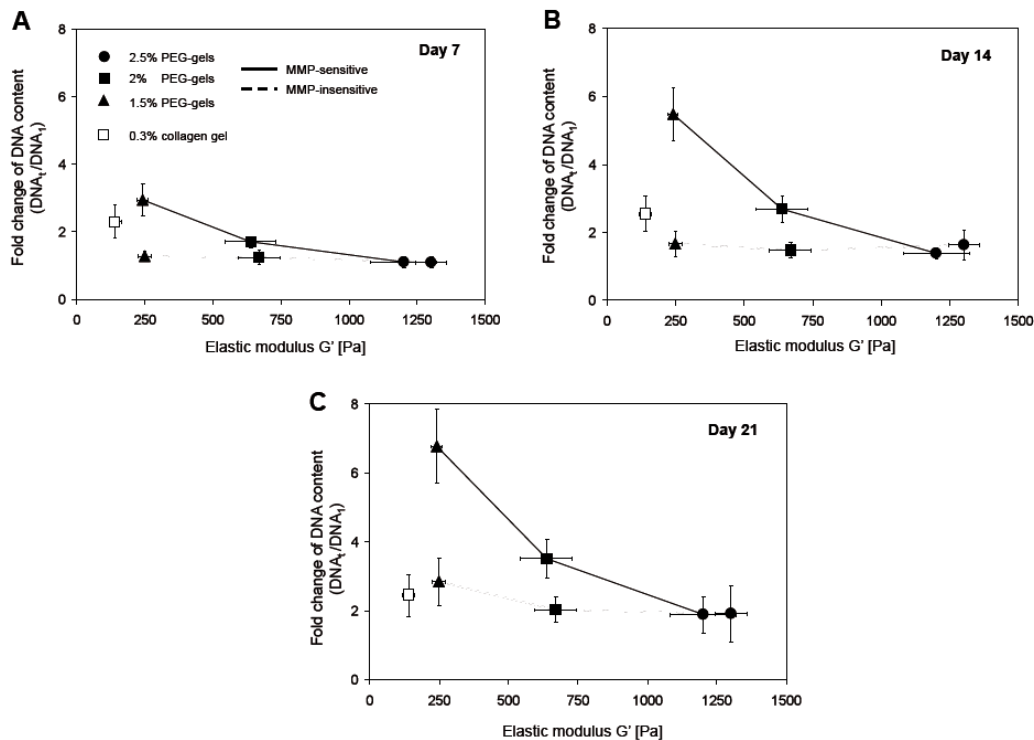 A
Day 7
2.5% PEG-gels
2% PEG-gels
1.5% PEG-gels
0.3% collagen gel
MMP-sensitive
MMP-insensitive
Fold change of DNA content
(DNAt/DNA1)
8
6
4
2
0
0 250 500 750 1000 1250 1500
Elastic modulus G' [Pa]
B
Day 14
Fold change of DNA content
(DNAt/DNA1)
8
6
4
2
0
0 250 500 750 1000 1250 1500
Elastic modulus G' [Pa]
C
Day 21
Fold change of DNA content
(DNAt/DNA1)
8
6
4
2
0
0 250 500 750 1000 1250 1500
Elastic modulus G' [Pa]